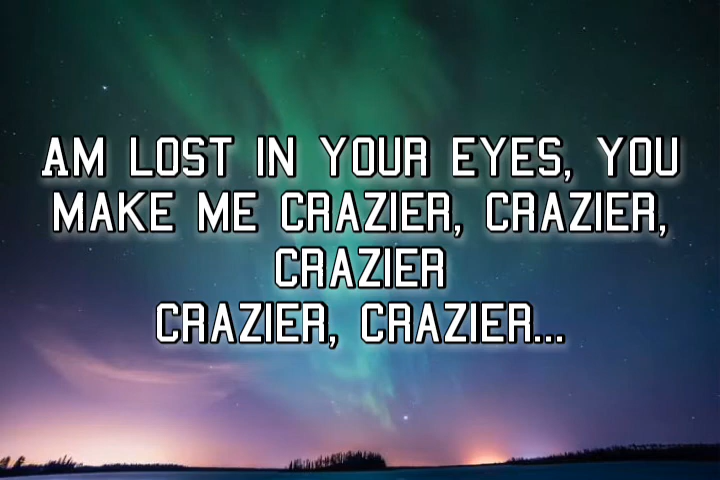 AM LOST IN YOUR EYES, YOU
MAKE ME CRAZIER, CRAZIER,
CRAZIER
CRAZIER, CRAZIER...